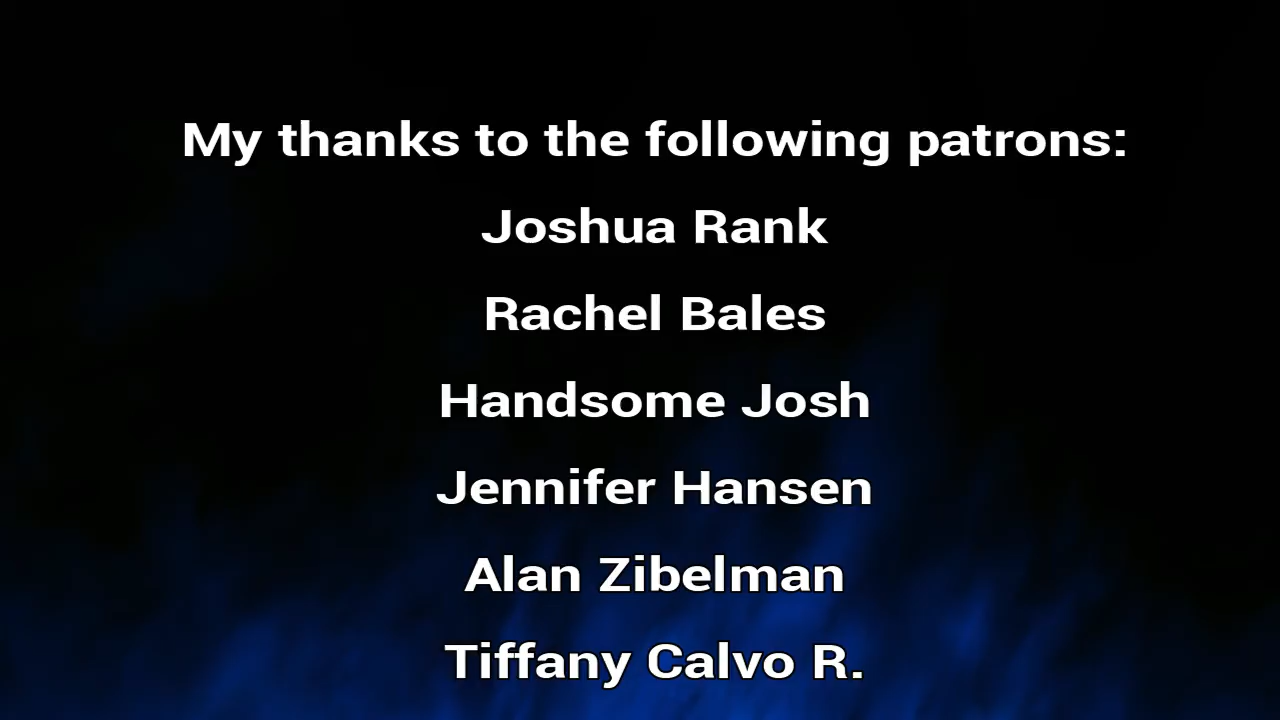 My thanks to the following patrons:
Joshua Rank
Rachel Bales
Handsome Josh
Jennifer Hansen
Alan Zibelman
Tiffany Calvo R.